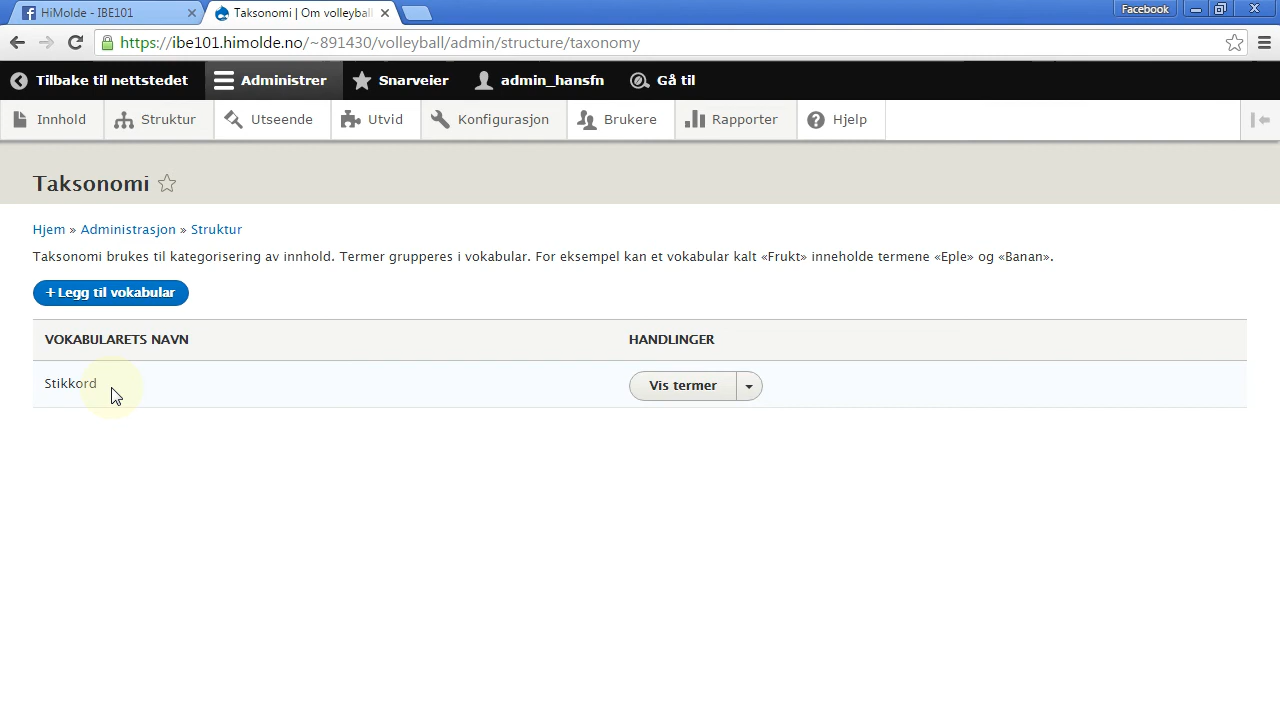 HiMolde - IBE101
Taksonomi | Om volleyball
Facebook
https://ibe101.himolde.no/~891430/volleyball/admin/structure/taxonomy
Tilbake til nettstedet Administrer Snarveier admin_hansfn Gå til
Innhold Struktur Utseende Utvid Konfigurasjon Brukere Rapporter Hjelp
Taksonomi
Hjem » Administrasjon » Struktur
Taksonomi brukes til kategorisering av innhold. Termer grupperes i vokabular. For eksempel kan et vokabular kalt «Frukt» inneholde termene «Eple» og «Banan».
+ Legg til vokabular
VOKABULARETS NAVN HANDLINGER
Stikkord Vis termer